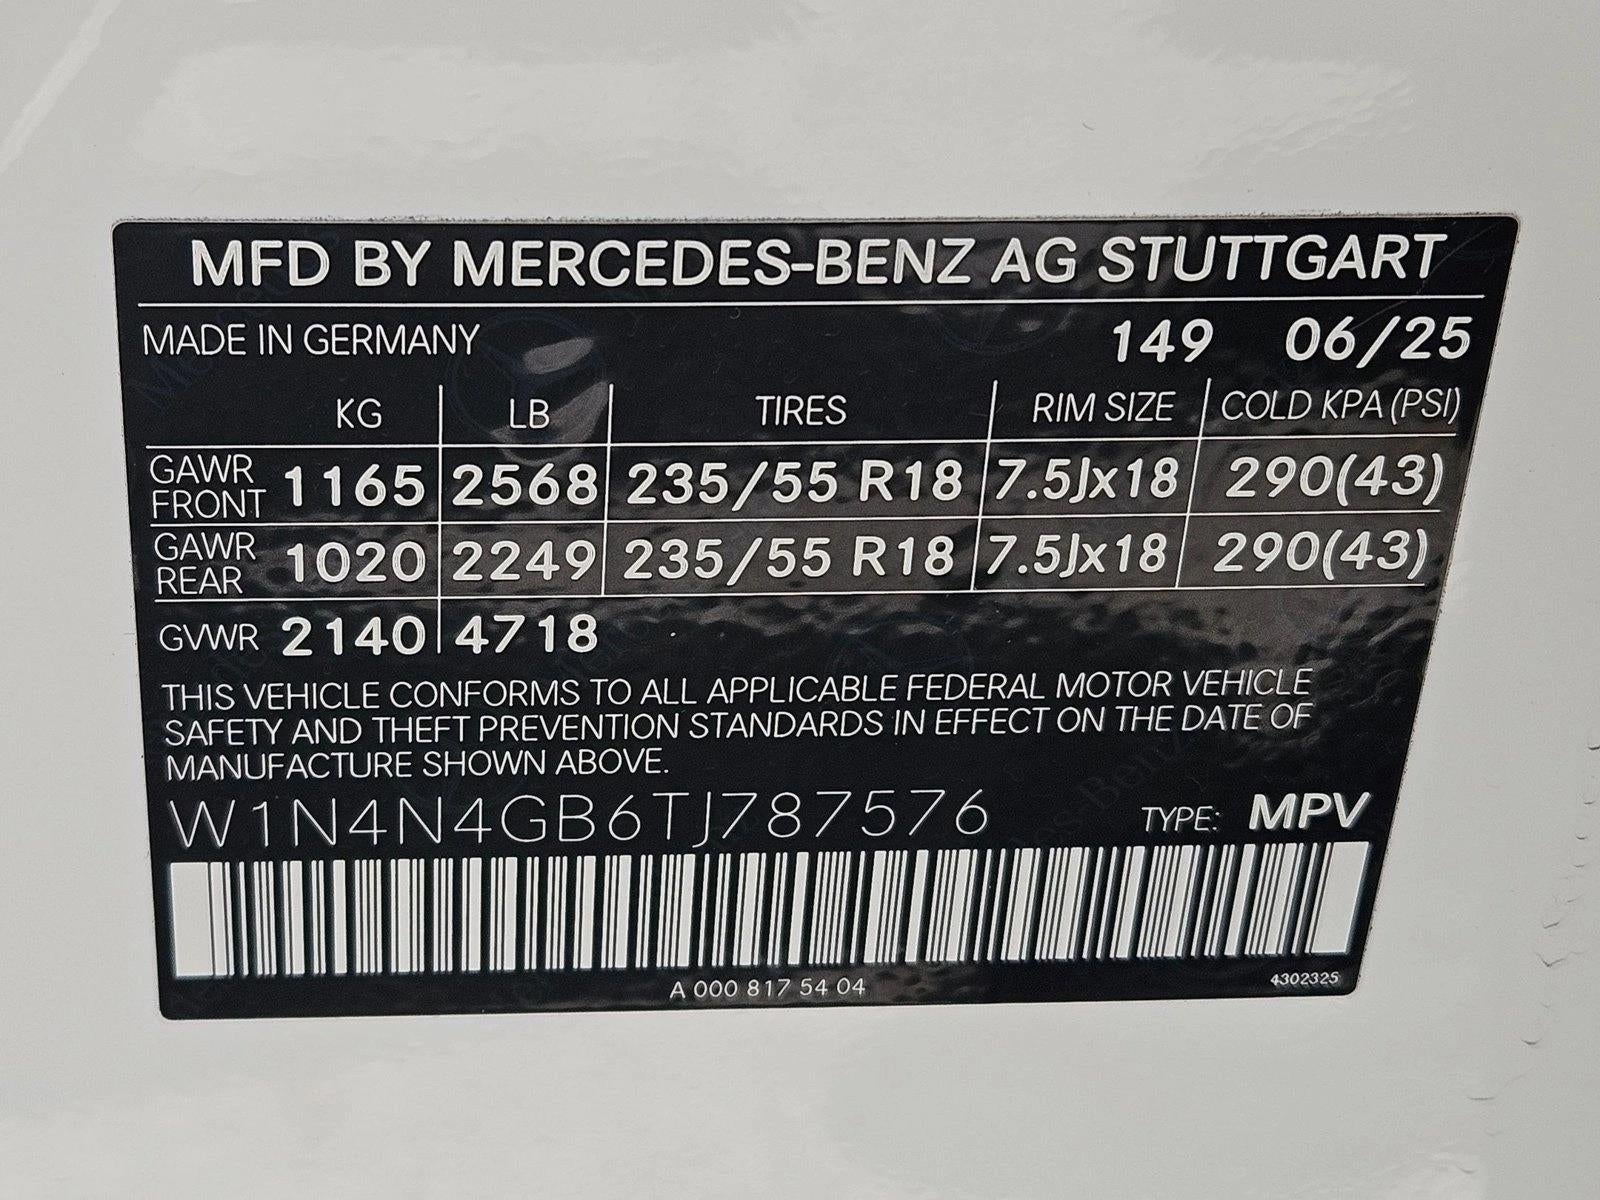 MFD BY MERCEDES-BENZ AG STUTTGART
MADE IN GERMANY 149 06/25
KG LB TIRES RIM SIZE COLD KPA (PSI)
GAWR FRONT 1165 2568 235/55 R18 7.5Jx18 290(43)
GAWR REAR 1020 2249 235/55 R18 7.5Jx18 290(43)
GVWR 2140 4718
THIS VEHICLE CONFORMS TO ALL APPLICABLE FEDERAL MOTOR VEHICLE
SAFETY AND THEFT PREVENTION STANDARDS IN EFFECT ON THE DATE OF
MANUFACTURE SHOWN ABOVE.
W1N4N4GB6TJ787576 TYPE: MPV
A 000 817 54 04 4302325